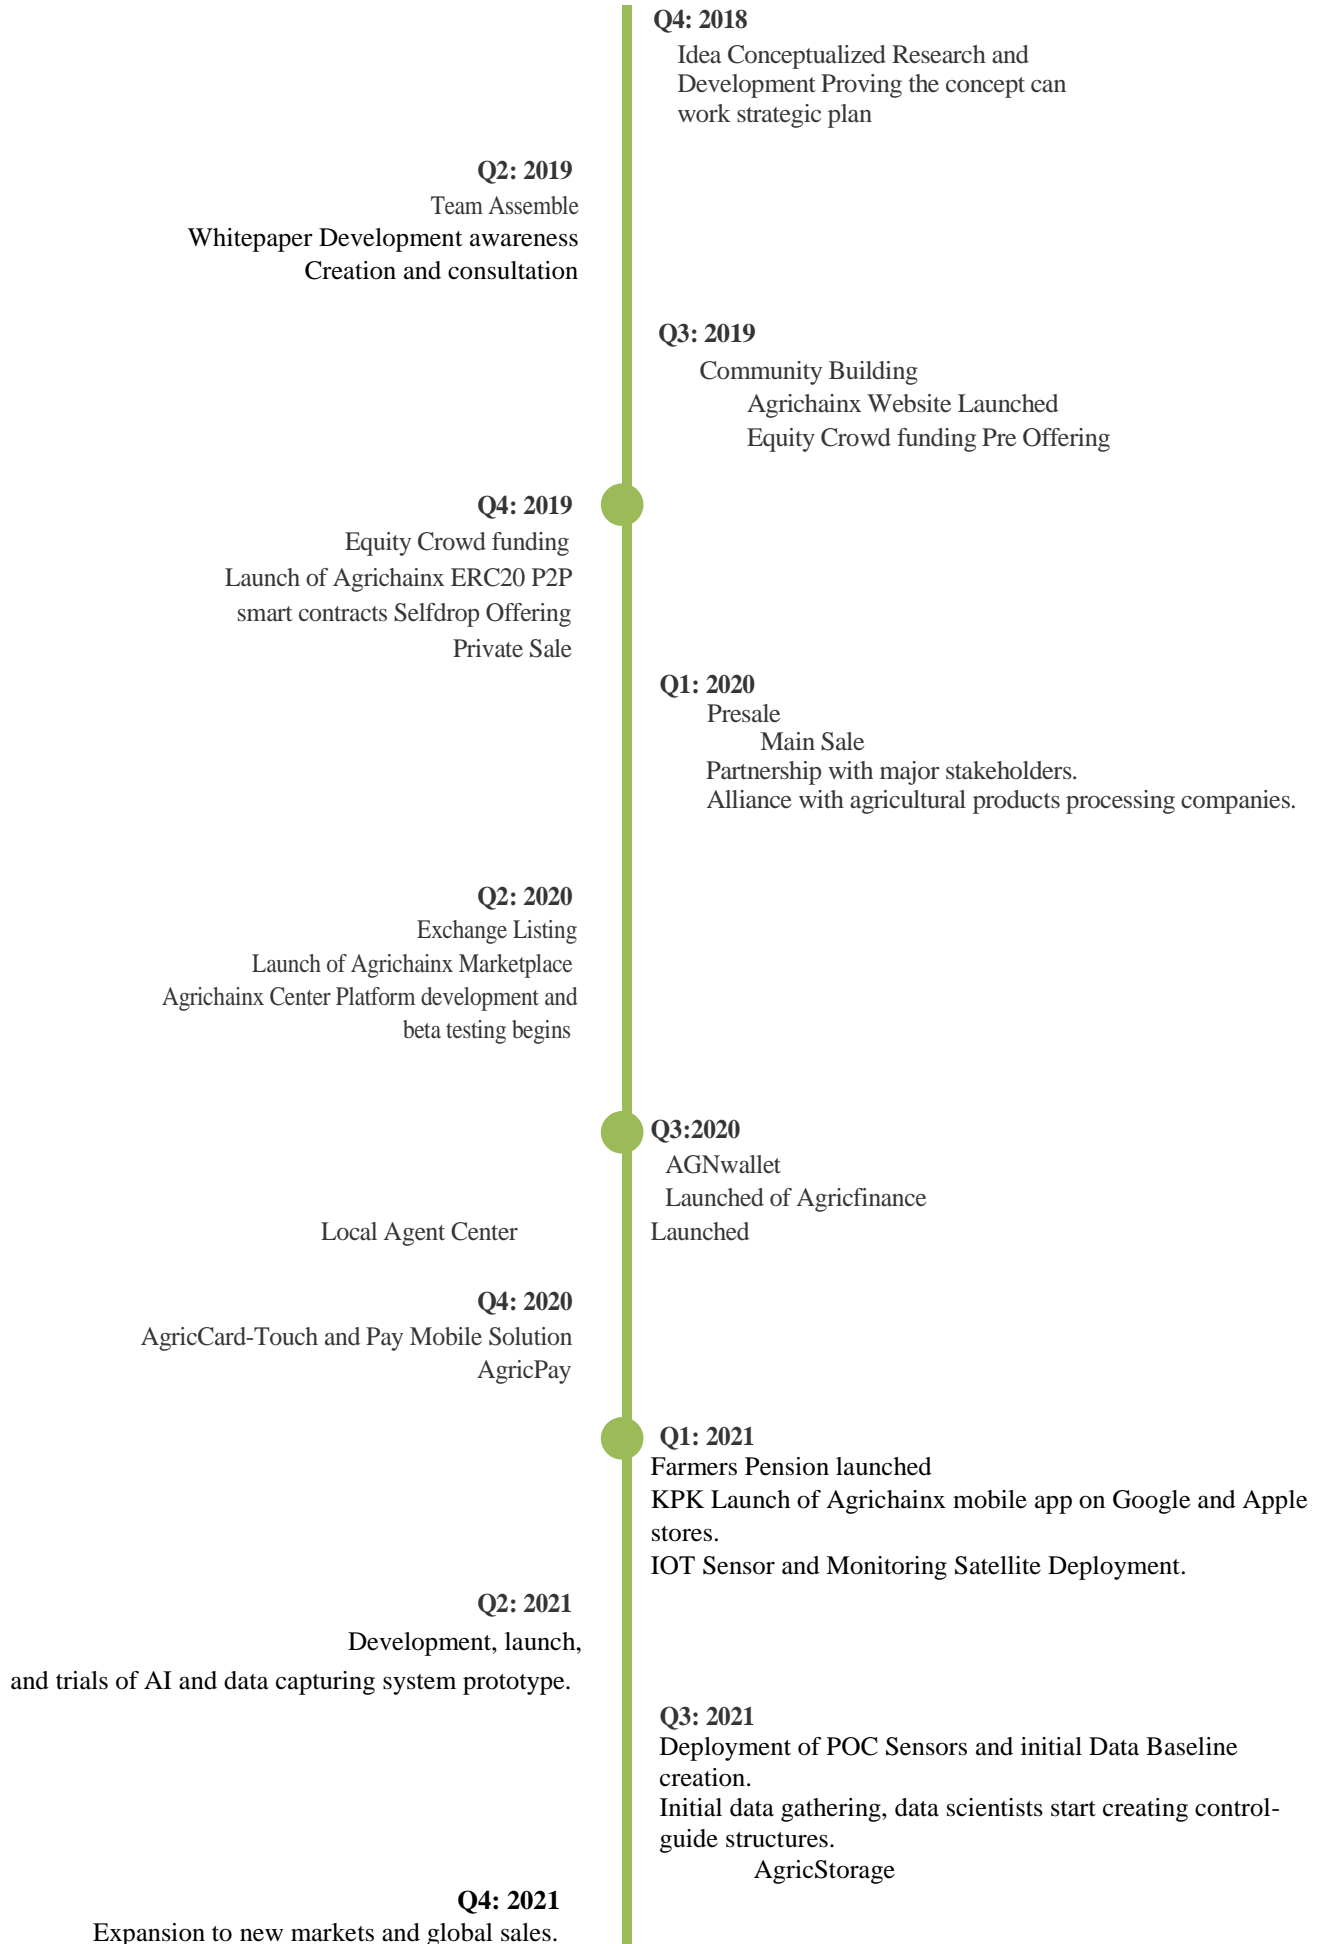 Q4: 2018
Idea Conceptualized Research and
Development Proving the concept can
work strategic plan
Q2: 2019
Team Assemble
Whitepaper Development awareness
Creation and consultation
Q3: 2019
Community Building
Agrichainx Website Launched
Equity Crowd funding Pre Offering
Q4: 2019
Equity Crowd funding
Launch of Agrichainx ERC20 P2P
smart contracts Selfdrop Offering
Private Sale
Q1: 2020
Presale
Main Sale
Partnership with major stakeholders.
Alliance with agricultural products processing companies.
Q2: 2020
Exchange Listing
Launch of Agrichainx Marketplace
Agrichainx Center Platform development and
beta testing begins
Q3:2020
AGNwallet
Launched of Agricfinance
Local Agent Center Launched
Q4: 2020
AgricCard-Touch and Pay Mobile Solution
AgricPay
Q1: 2021
Farmers Pension launched
KPK Launch of Agrichainx mobile app on Google and Apple
stores.
IOT Sensor and Monitoring Satellite Deployment.
Q2: 2021
Development, launch,
and trials of AI and data capturing system prototype.
Q3: 2021
Deployment of POC Sensors and initial Data Baseline
creation.
Initial data gathering, data scientists start creating control-
guide structures.
AgricStorage
Q4: 2021
Expansion to new markets and global sales.